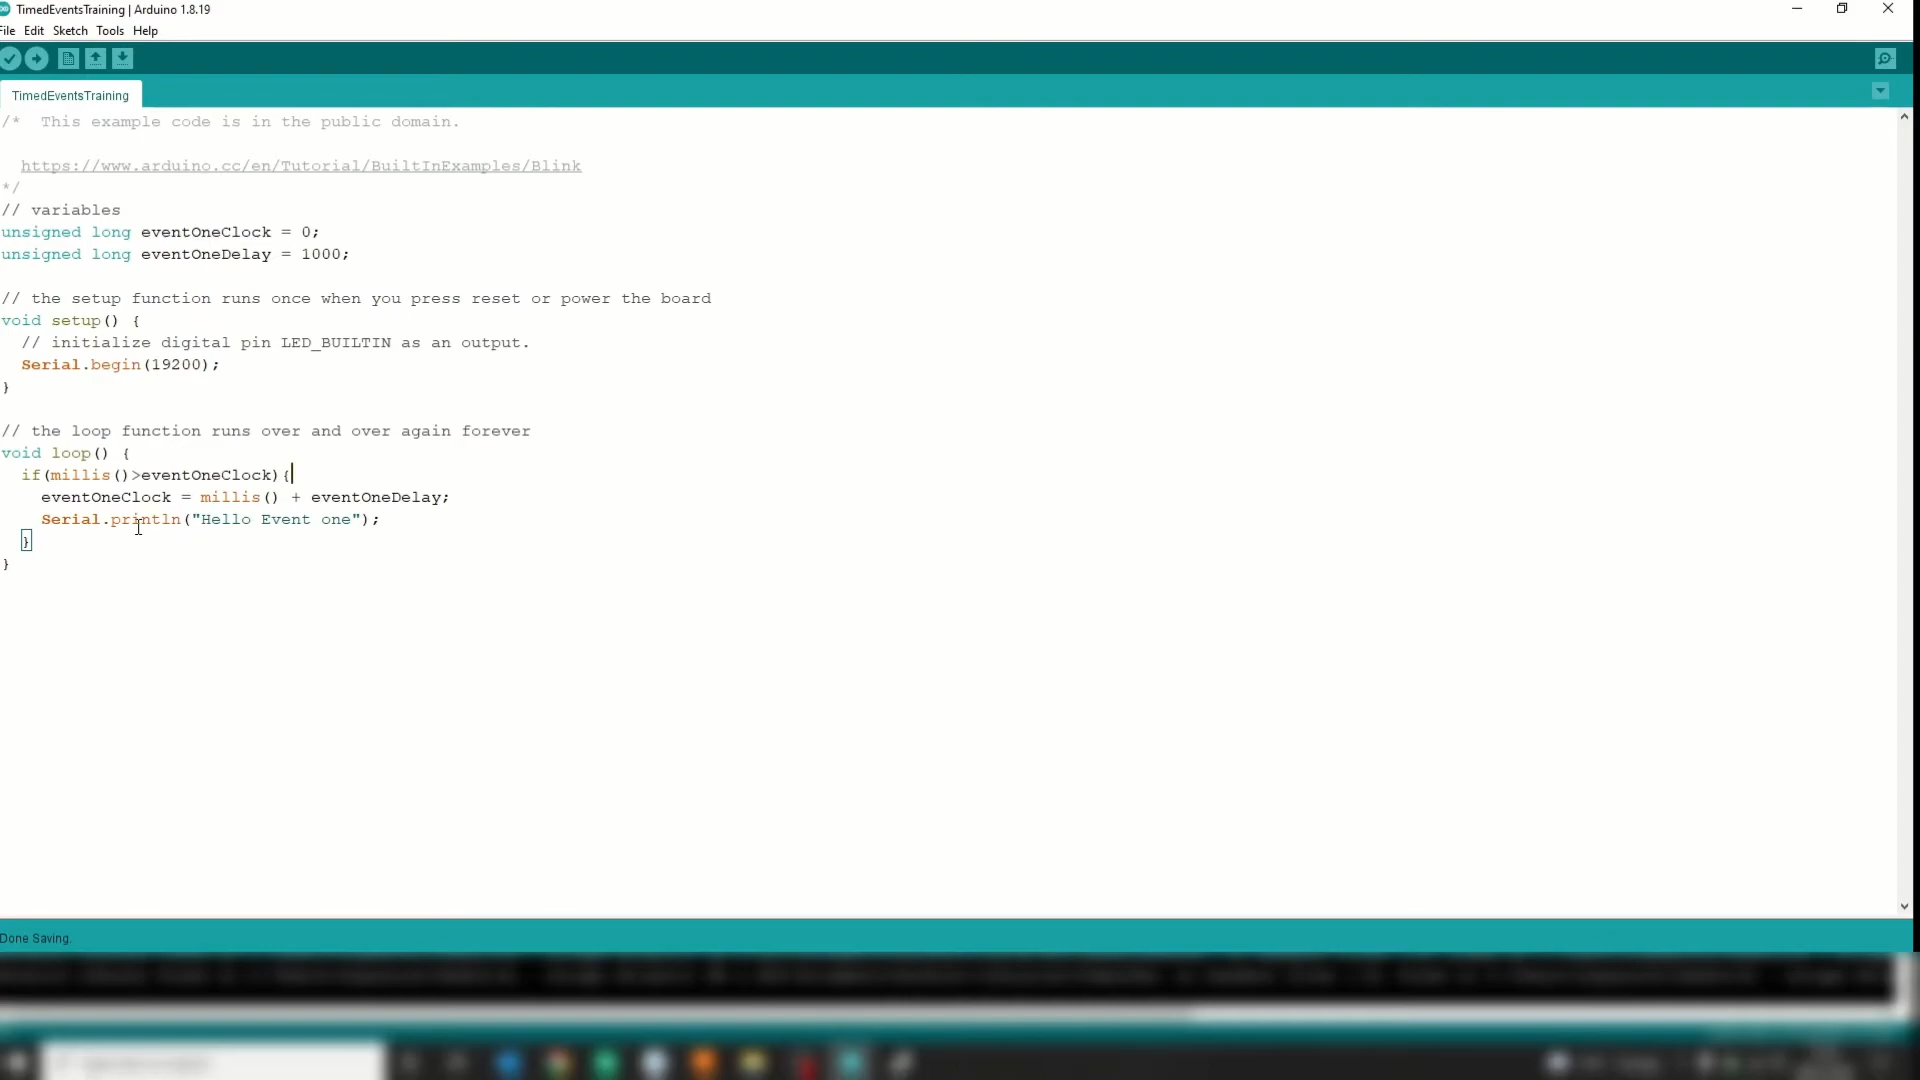 TimedEventsTraining | Arduino 1.8.19
File Edit Sketch Tools Help
TimedEventsTraining
/*  This example code is in the public domain.
  https://www.arduino.cc/en/Tutorial/BuiltInExamples/Blink
*/
// variables
unsigned long eventOneClock = 0;
unsigned long eventOneDelay = 1000;
// the setup function runs once when you press reset or power the board
void setup() {
  // initialize digital pin LED_BUILTIN as an output.
  Serial.begin(19200);
}
// the loop function runs over and over again forever
void loop() {
  if(millis()>eventOneClock){
    eventOneClock = millis() + eventOneDelay;
    Serial.println("Hello Event one");
  }
}
Done Saving.